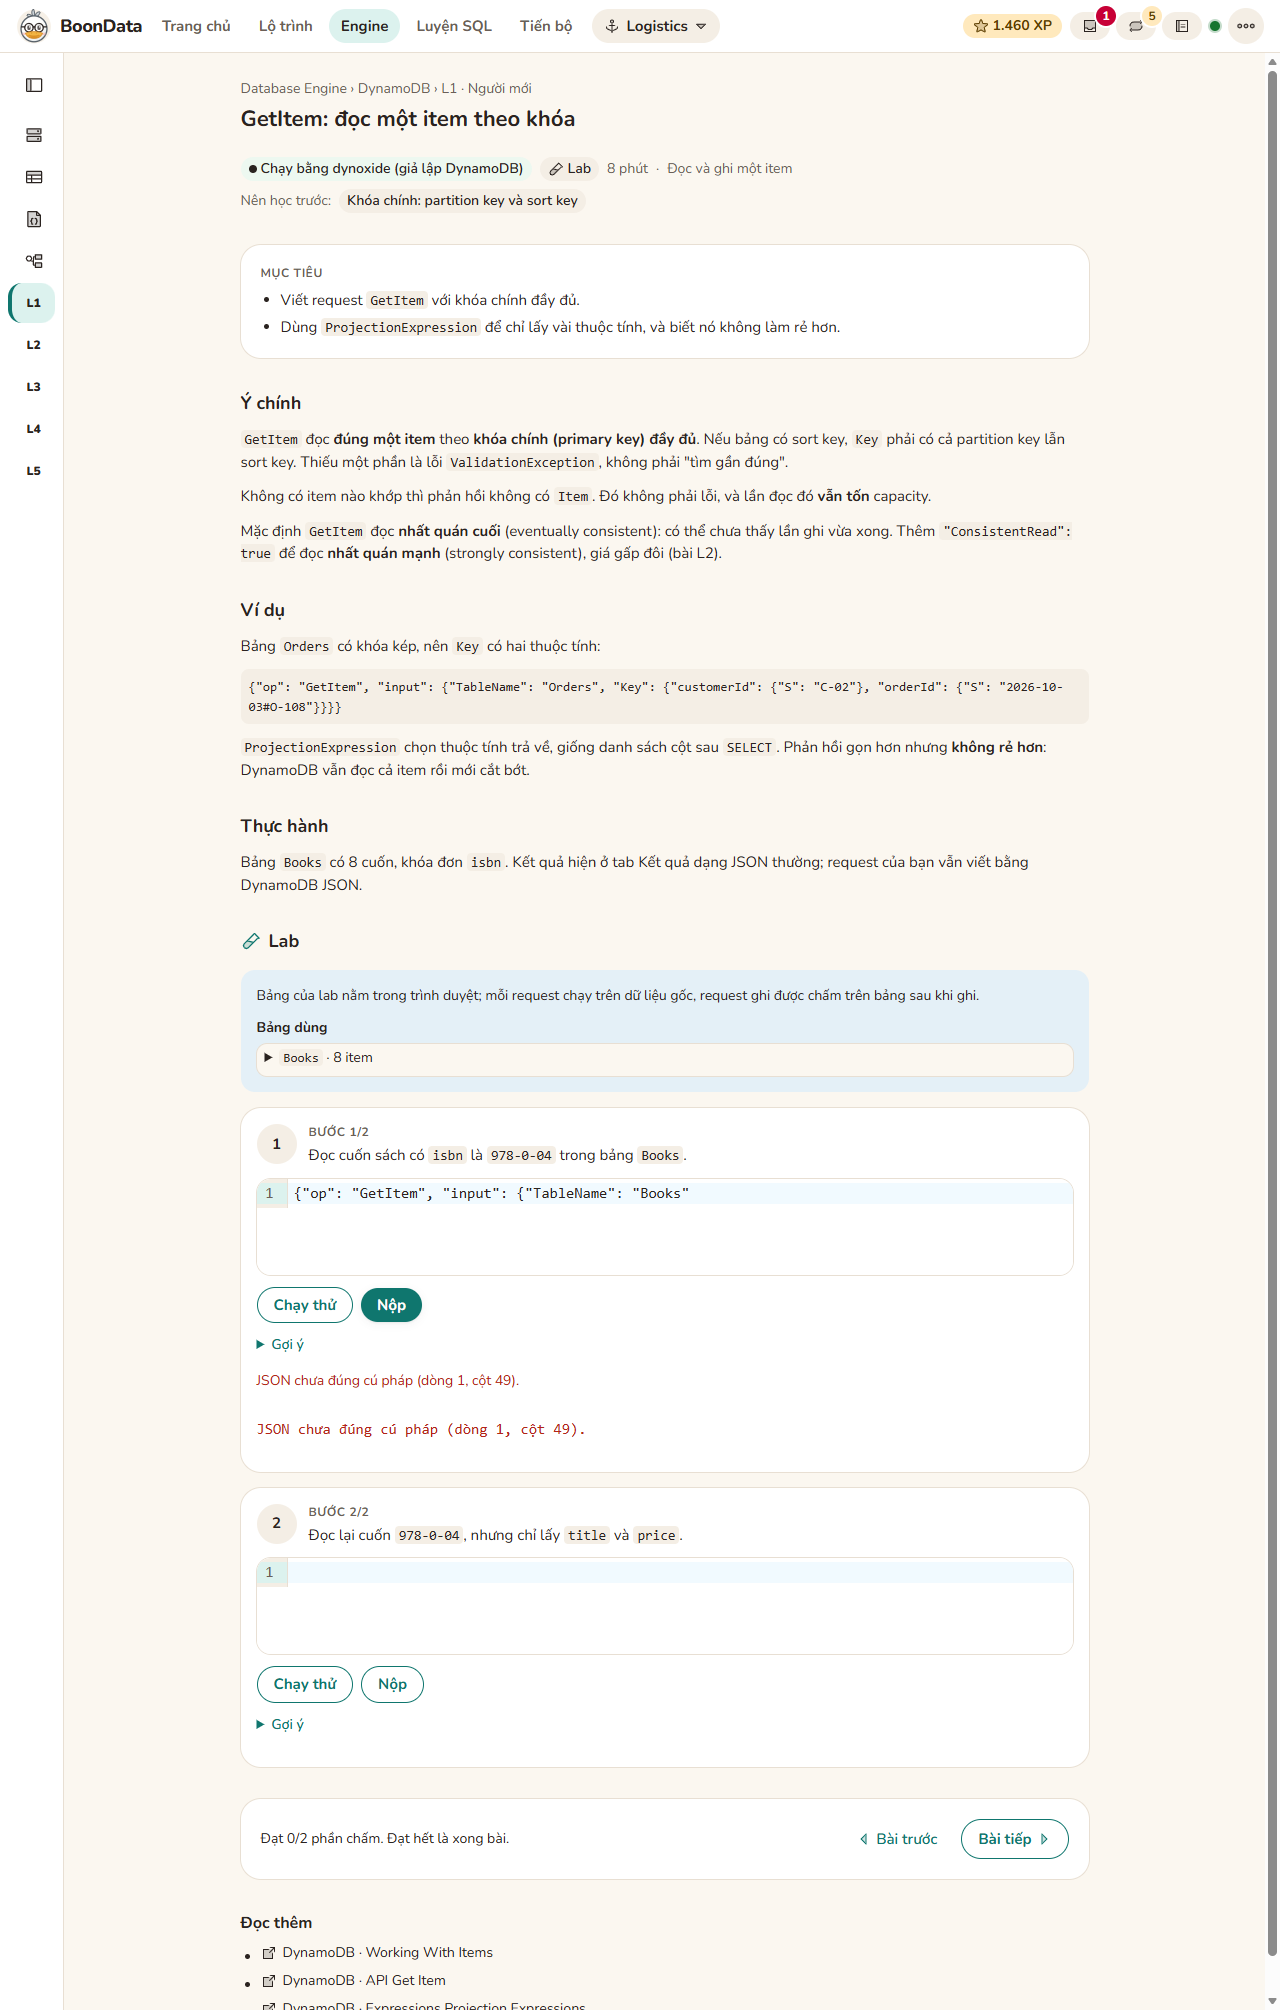 BoonData Trang chủ Lộ trình Engine Luyện SQL Tiến bộ Logistics 1.460 XP 1 5
L1
L2
L3
L4
L5
Database Engine › DynamoDB › L1 · Người mới
GetItem: đọc một item theo khóa
Chạy bằng dynoxide (giả lập DynamoDB) Lab 8 phút · Đọc và ghi một item
Nên học trước: Khóa chính: partition key và sort key
MỤC TIÊU
• Viết request GetItem với khóa chính đầy đủ.
• Dùng ProjectionExpression để chỉ lấy vài thuộc tính, và biết nó không làm rẻ hơn.
Ý chính
GetItem đọc đúng một item theo khóa chính (primary key) đầy đủ. Nếu bảng có sort key, Key phải có cả partition key lẫn
sort key. Thiếu một phần là lỗi ValidationException, không phải "tìm gần đúng".
Không có item nào khớp thì phản hồi không có Item. Đó không phải lỗi, và lần đọc đó vẫn tốn capacity.
Mặc định GetItem đọc nhất quán cuối (eventually consistent): có thể chưa thấy lần ghi vừa xong. Thêm "ConsistentRead":
true để đọc nhất quán mạnh (strongly consistent), giá gấp đôi (bài L2).
Ví dụ
Bảng Orders có khóa kép, nên Key có hai thuộc tính:
{"op": "GetItem", "input": {"TableName": "Orders", "Key": {"customerId": {"S": "C-02"}, "orderId": {"S": "2026-10-
03#O-108"}}}}
ProjectionExpression chọn thuộc tính trả về, giống danh sách cột sau SELECT. Phản hồi gọn hơn nhưng không rẻ hơn:
DynamoDB vẫn đọc cả item rồi mới cắt bớt.
Thực hành
Bảng Books có 8 cuốn, khóa đơn isbn. Kết quả hiện ở tab Kết quả dạng JSON thường; request của bạn vẫn viết bằng
DynamoDB JSON.
Lab
Bảng của lab nằm trong trình duyệt; mỗi request chạy trên dữ liệu gốc, request ghi được chấm trên bảng sau khi ghi.
Bảng dùng
Books · 8 item
1 BƯỚC 1/2
Đọc cuốn sách có isbn là 978-0-04 trong bảng Books.
1 {"op": "GetItem", "input": {"TableName": "Books"
Chạy thử Nộp
Gợi ý
JSON chưa đúng cú pháp (dòng 1, cột 49).
JSON chưa đúng cú pháp (dòng 1, cột 49).
2 BƯỚC 2/2
Đọc lại cuốn 978-0-04, nhưng chỉ lấy title và price.
1
Chạy thử Nộp
Gợi ý
Đạt 0/2 phần chấm. Đạt hết là xong bài. Bài trước Bài tiếp
Đọc thêm
• DynamoDB · Working With Items
• DynamoDB · API Get Item
DynamoDB · Expressions Projection Expressions